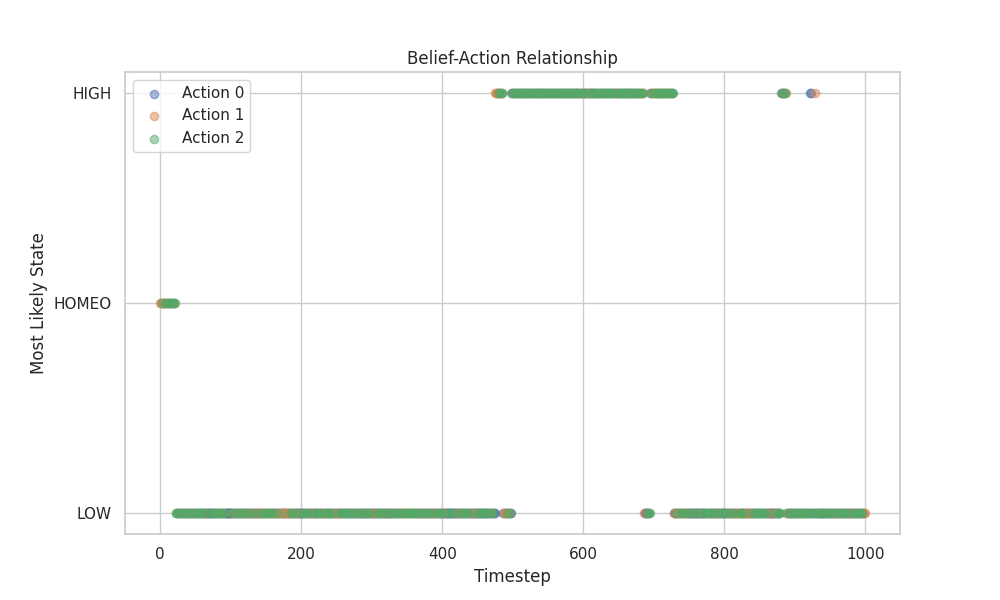 Belief-Action Relationship
HIGH
Action 0
Action 1
Action 2
Most Likely State
HOMEO
LOW
0
200
400
600
800
1000
Timestep